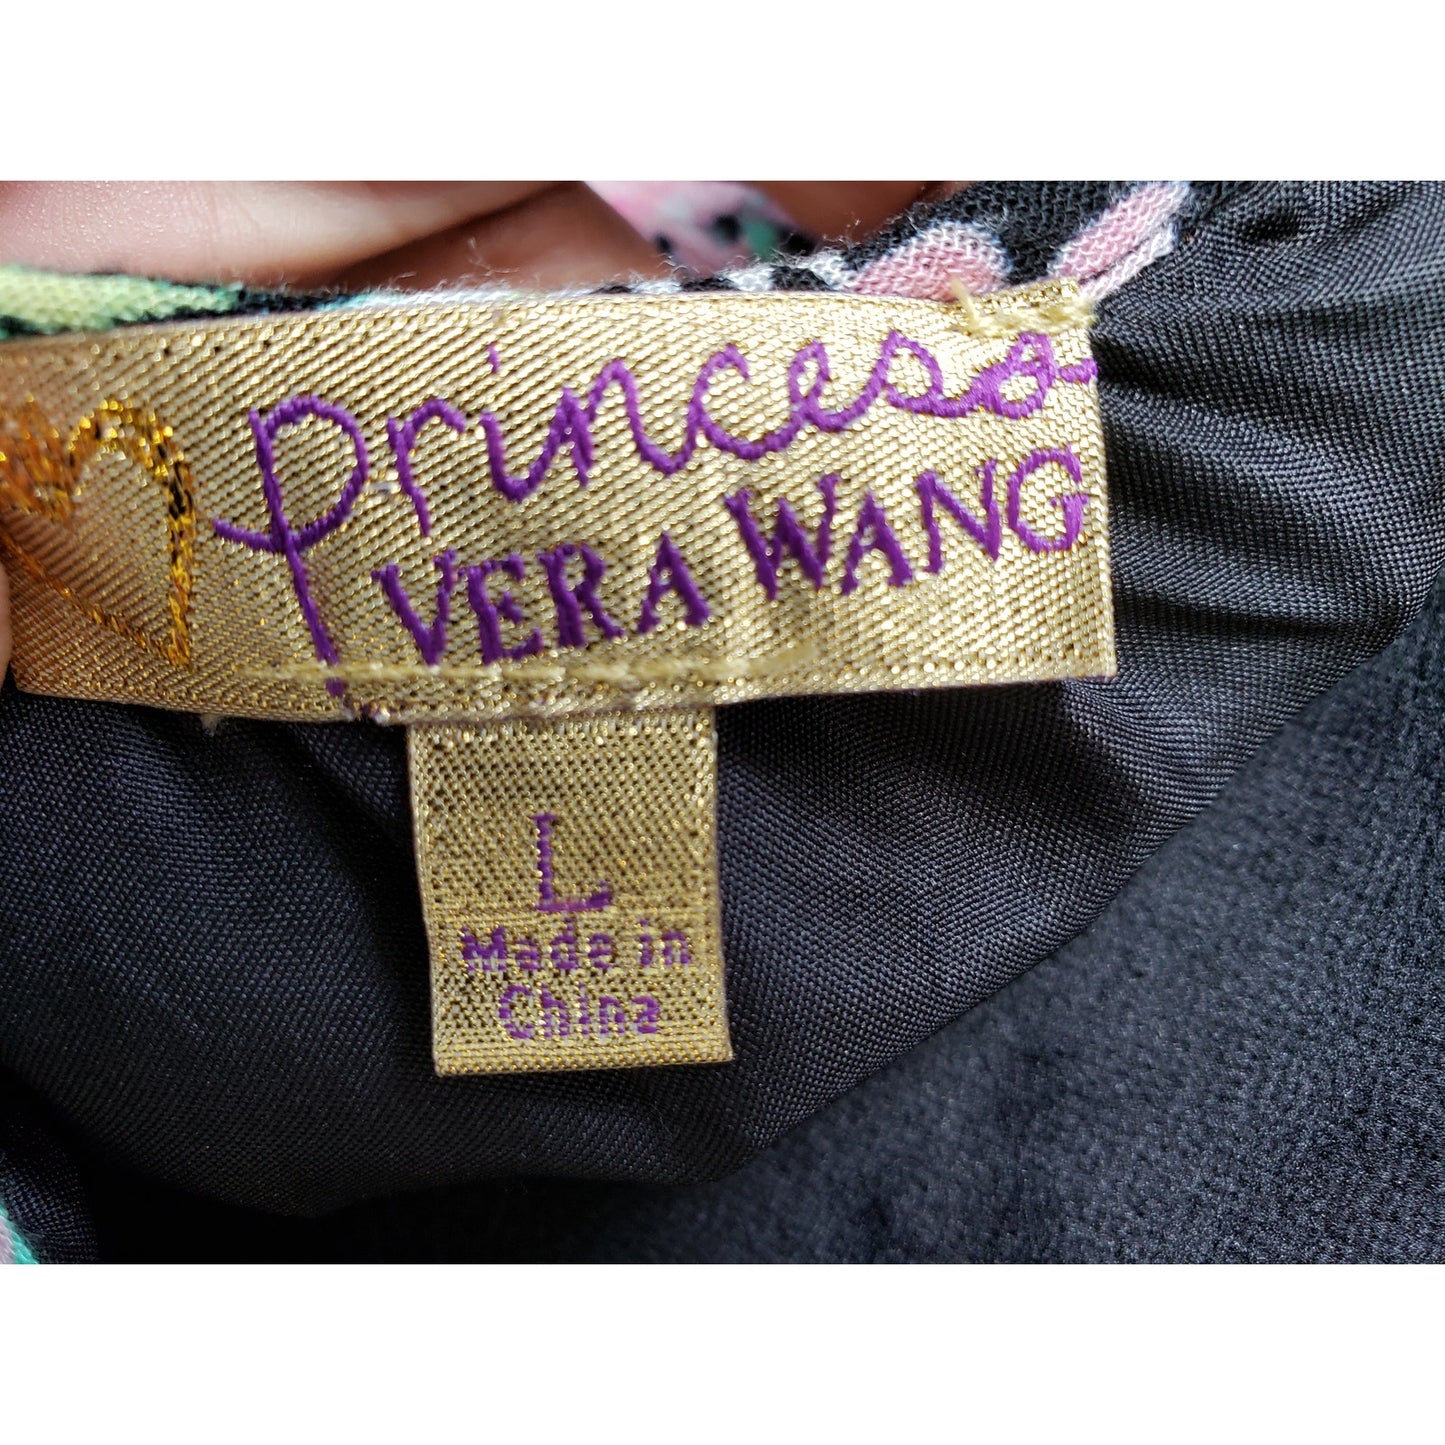 Princess
VERA WANG
L
Made in
China